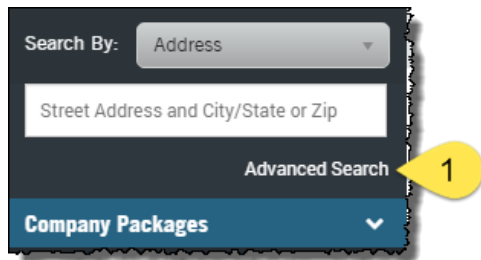 Search By: Address
Street Address and City/State or Zip
Advanced Search 1
Company Packages